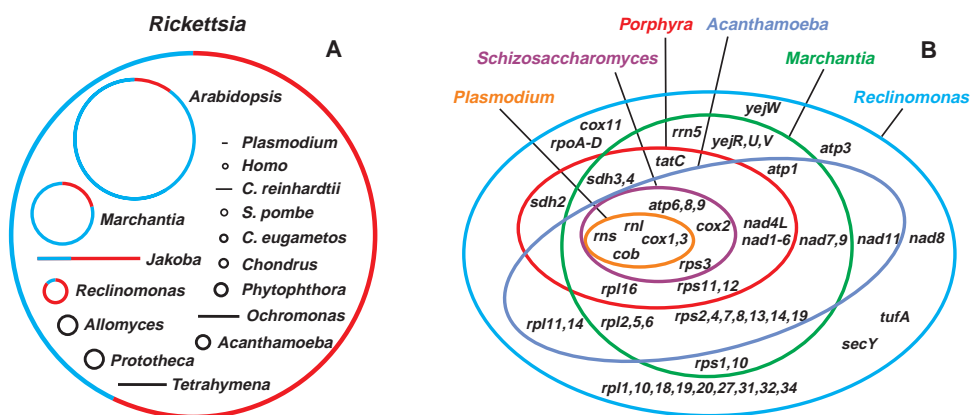 Rickettsia
A
Arabidopsis
Marchantia
Jakoba
Reclinomonas
Allomyces
Prototheca
Tetrahymena
Plasmodium
Homo
C. reinhardtii
S. pombe
C. eugametos
Chondrus
Phytophthora
Ochromonas
Acanthamoeba
B
Porphyra
Acanthamoeba
Schizosaccharomyces
Marchantia
Plasmodium
Reclinomonas
yejW
cox11
rpoA-D
rrn5
yejR,U,V
atp3
tatC
atp1
sdh3,4
sdh2
atp6,8,9
rnl
rns
cox1,3
cox2
cob
nad4L
nad1-6
nad7,9
nad11
nad8
rps3
rpl16
rps11,12
rpl11,14
rpl2,5,6
rps2,4,7,8,13,14,19
tufA
secY
rps1,10
rpl1,10,18,19,20,27,31,32,34